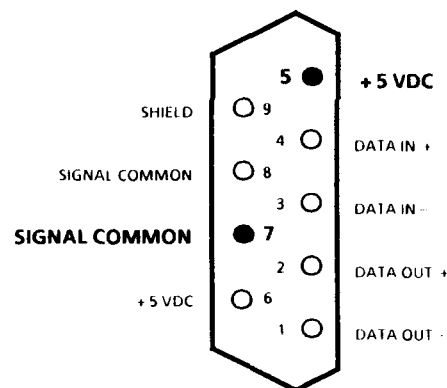 5 + 5 VDC
SHIELD 9
4 DATA IN +
SIGNAL COMMON 8
3 DATA IN -
SIGNAL COMMON 7
2 DATA OUT +
+ 5 VDC 6
1 DATA OUT -